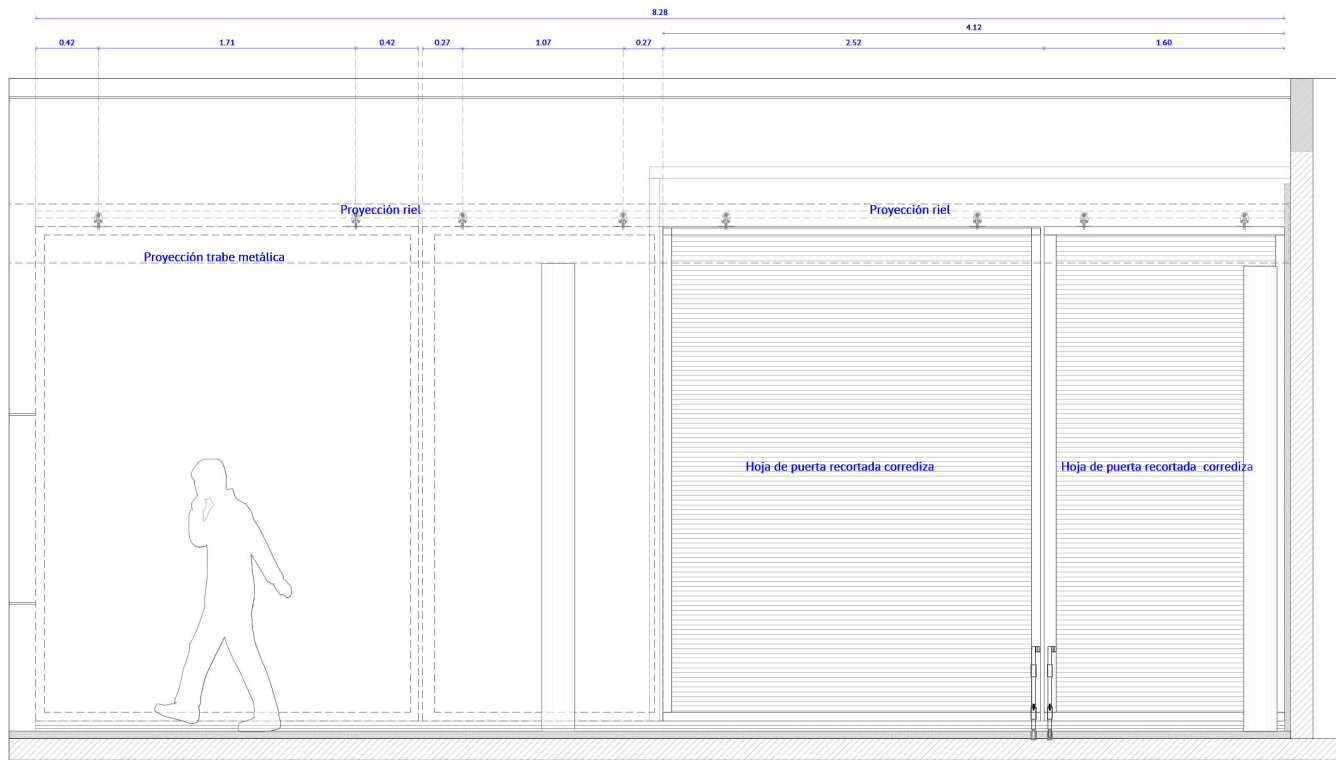 8.28
4.12
0.42
1.71
0.42
0.27
1.07
0.27
2.52
1.60
Proyección riel
Proyección riel
Proyección trabe metálica
Hoja de puerta recortada corrediza
Hoja de puerta recortada corrediza